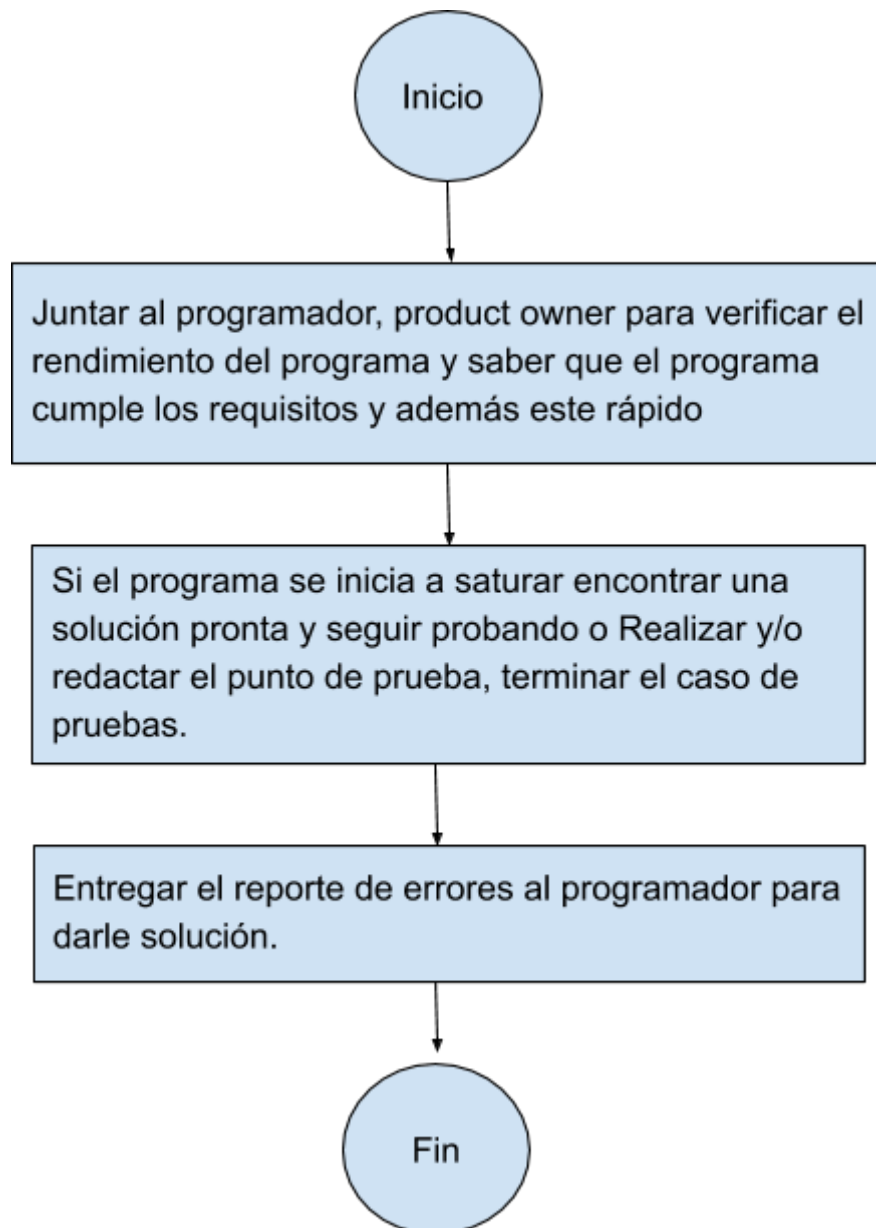 Inicio
Juntar al programador, product owner para verificar el
rendimiento del programa y saber que el programa
cumple los requisitos y además este rápido
Si el programa se inicia a saturar encontrar una
solución pronta y seguir probando o Realizar y/o
redactar el punto de prueba, terminar el caso de
pruebas.
Entregar el reporte de errores al programador para
darle solución.
Fin